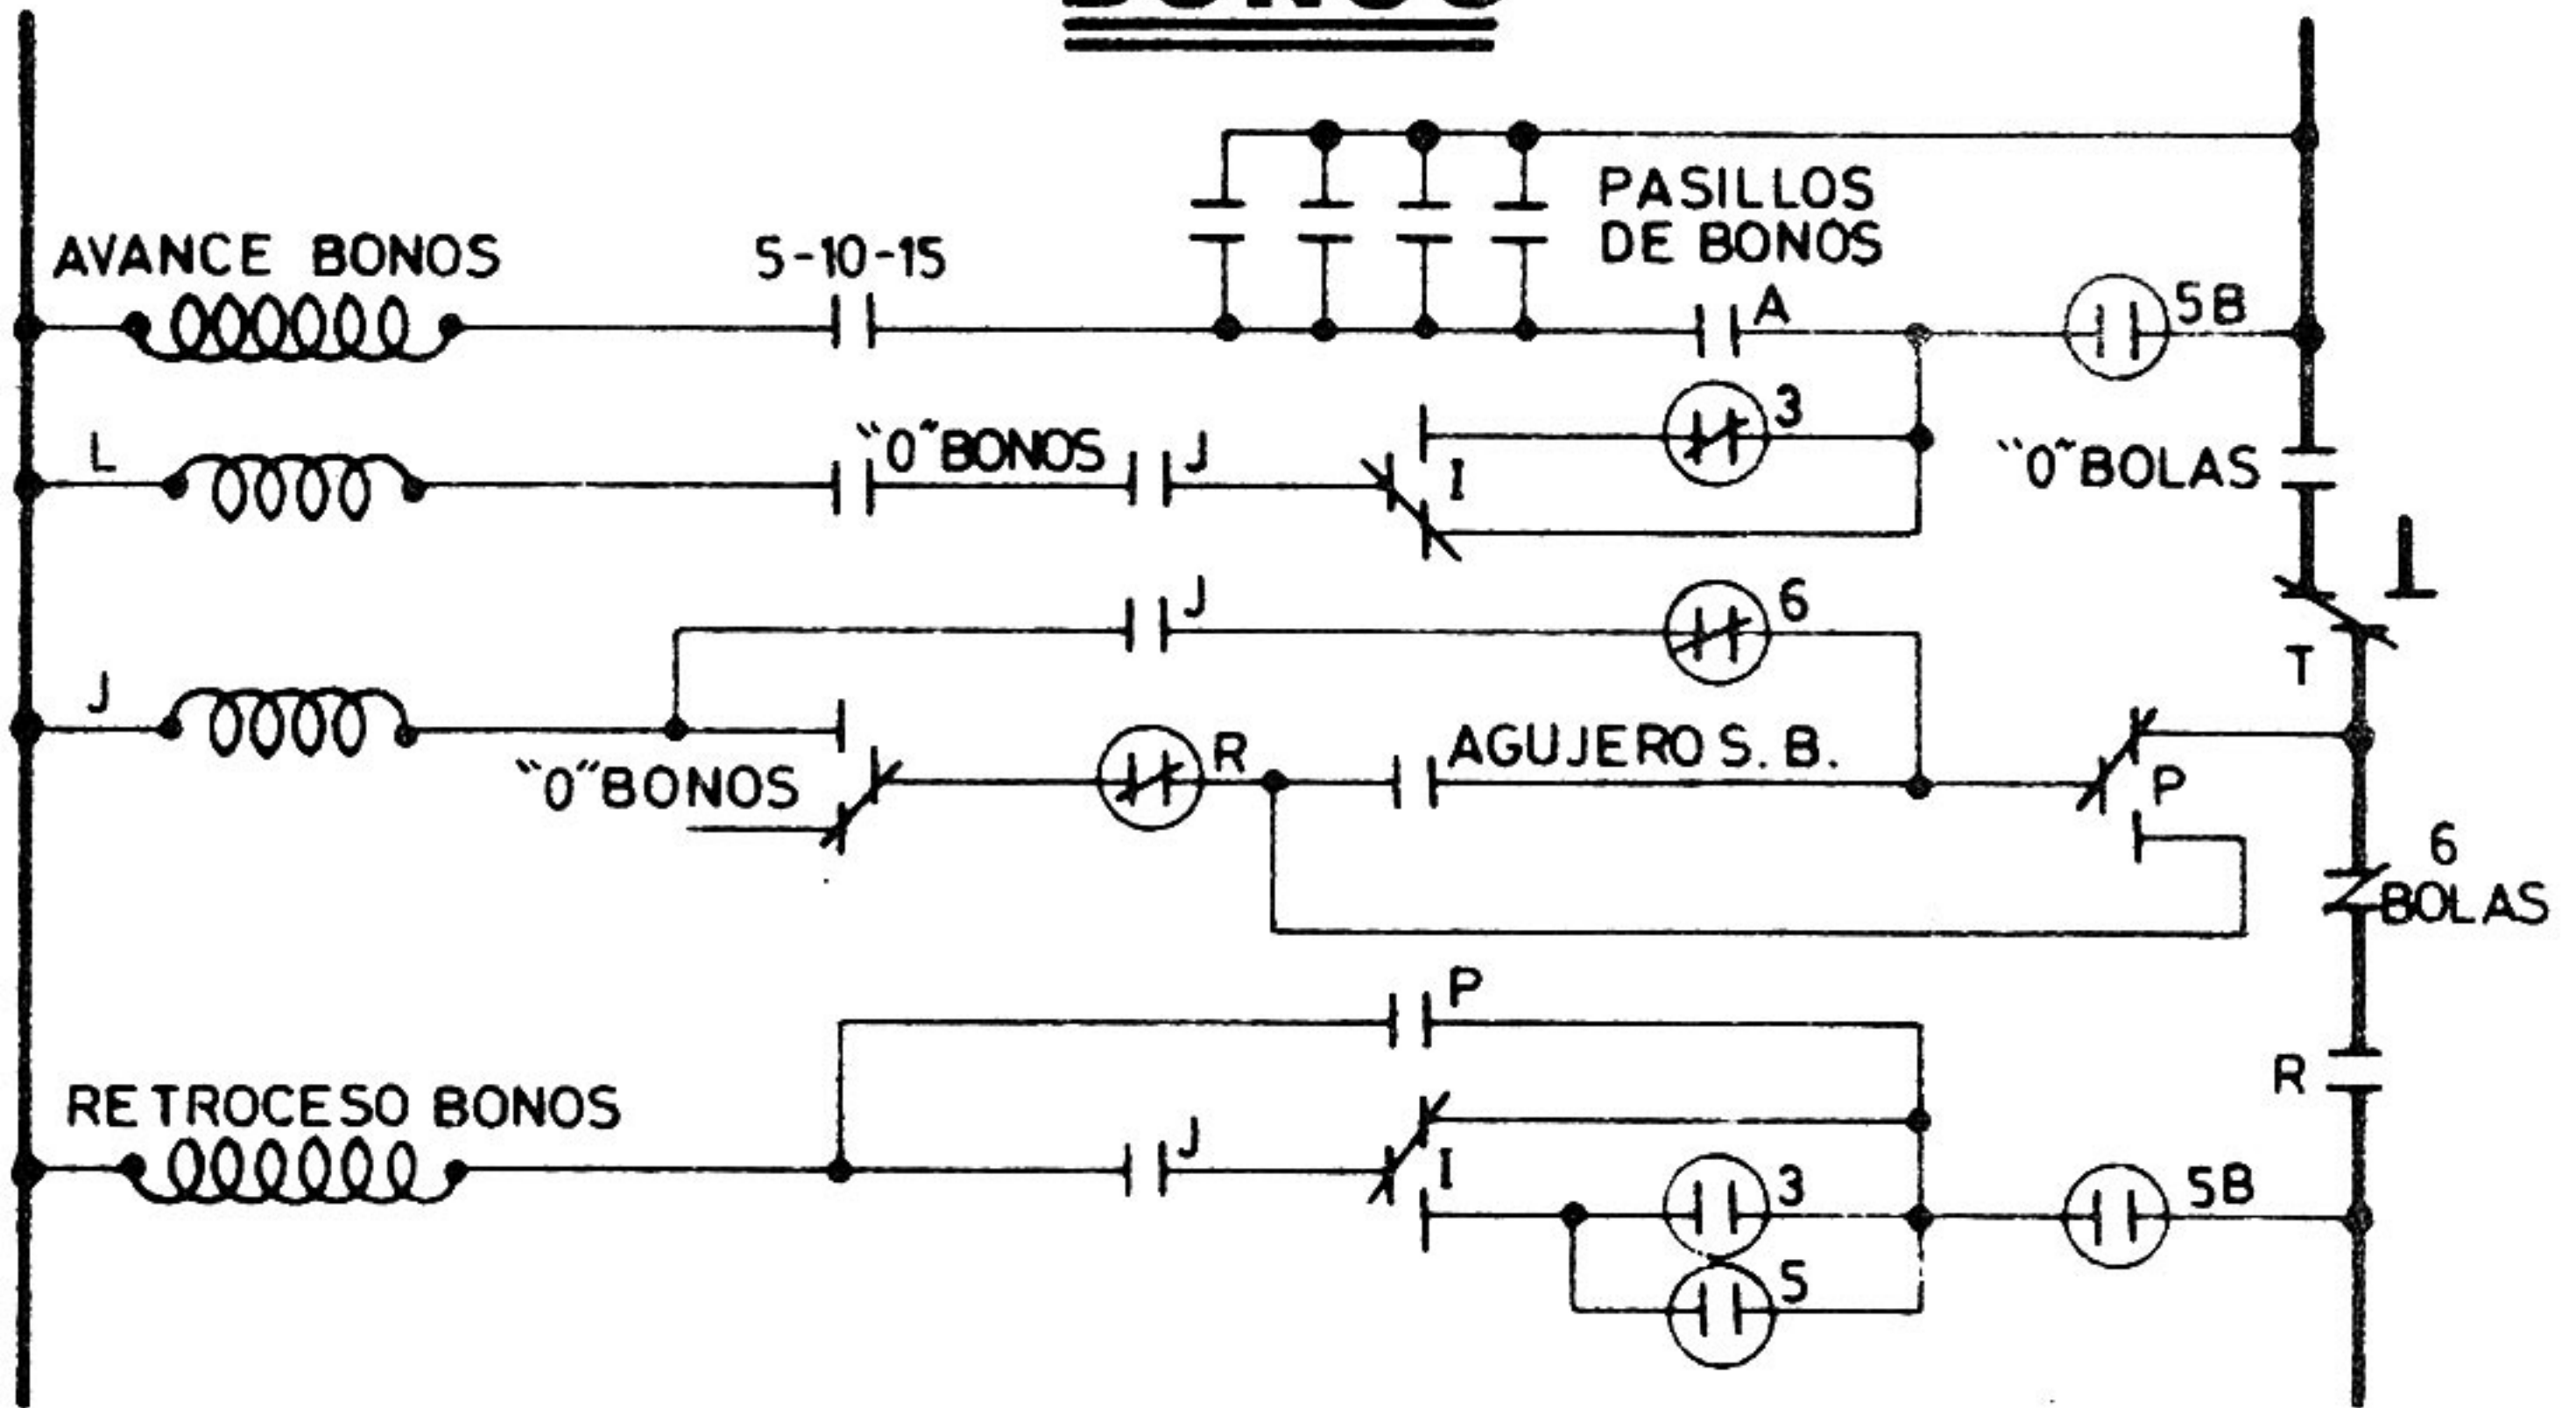 BONOS
PASILLOS
DE BONOS
AVANCE BONOS
5-10-15
A
5B
3
L
"0" BONOS
J
I
"0" BOLAS
J
6
T
J
"0" BONOS
R
AGUJERO S. B.
P
6
BOLAS
P
R
RETROCESO BONOS
J
I
3
5B
5